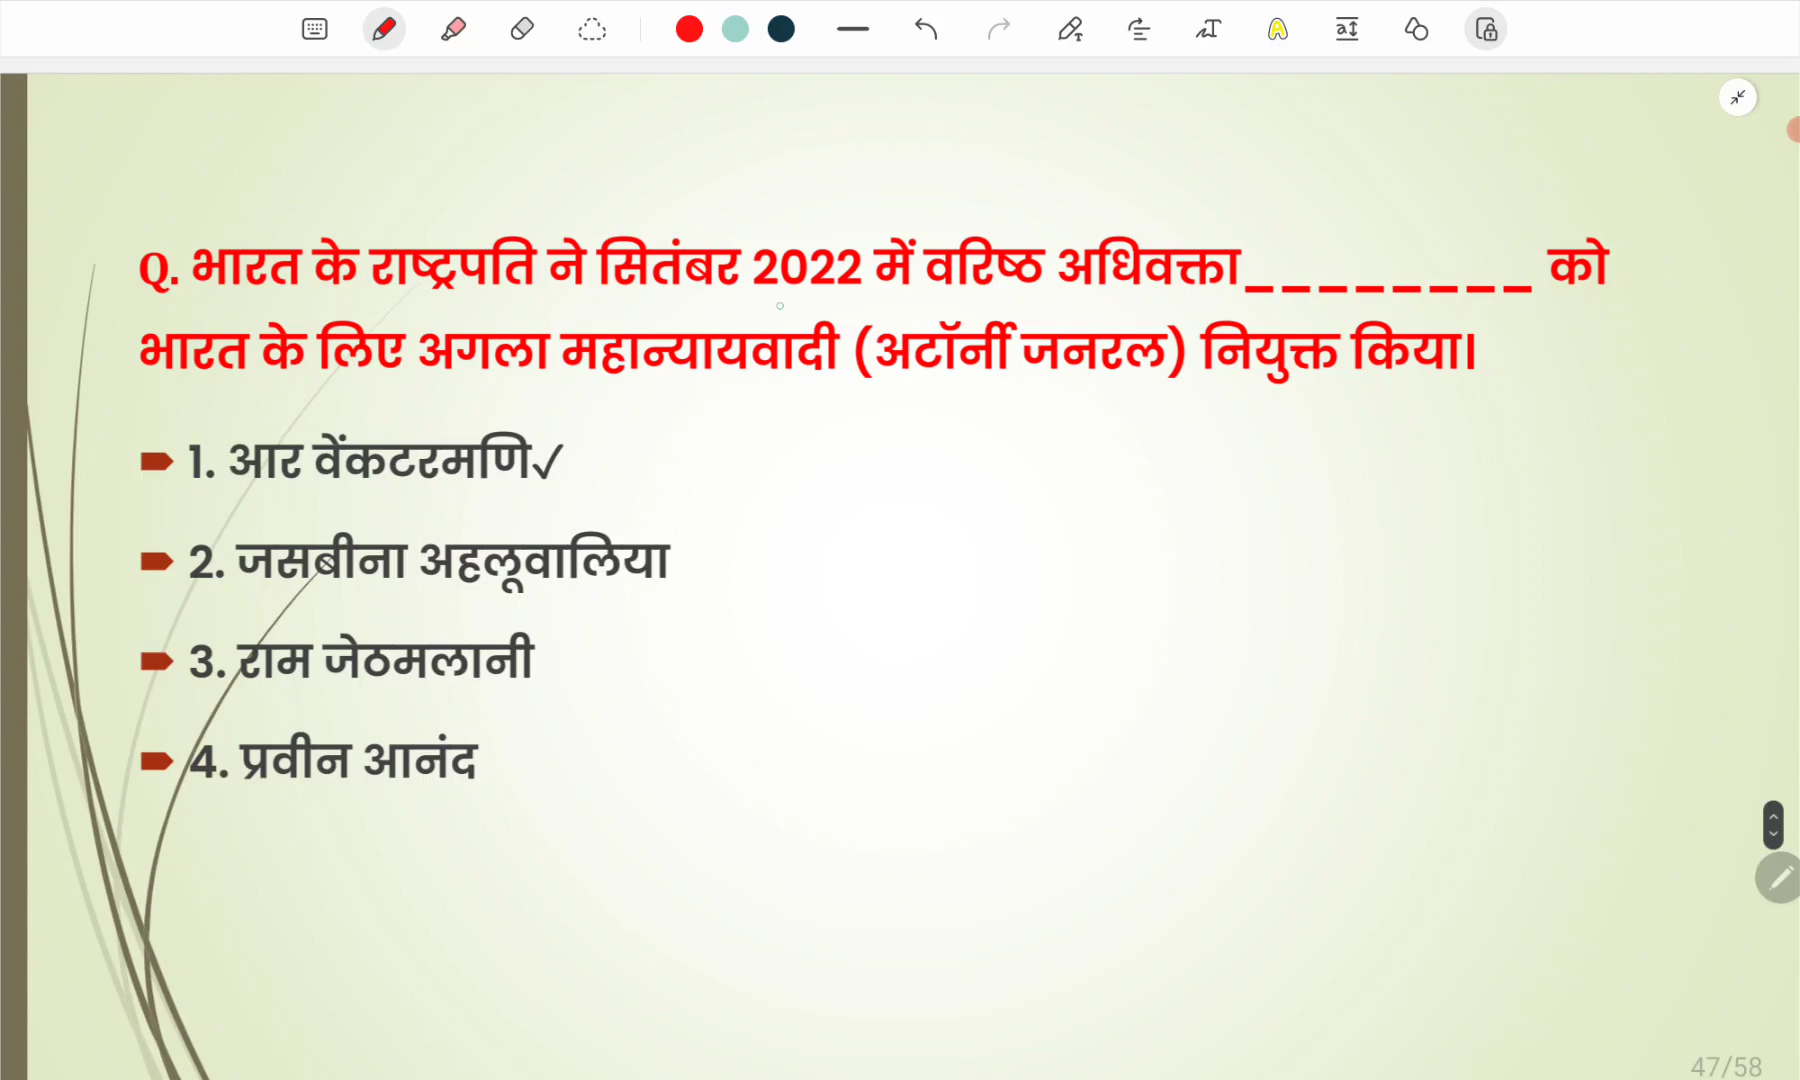 Q. भारत के राष्ट्रपति ने सितंबर 2022 में वरिष्ठ अधिवक्ता________ को
भारत के लिए अगला महान्यायवादी (अटॉर्नी जनरल) नियुक्त किया।
1. आर वेंकटरमणि✓
2. जसबीना अहलूवालिया
3. राम जेठमलानी
4. प्रवीन आनंद
47/58